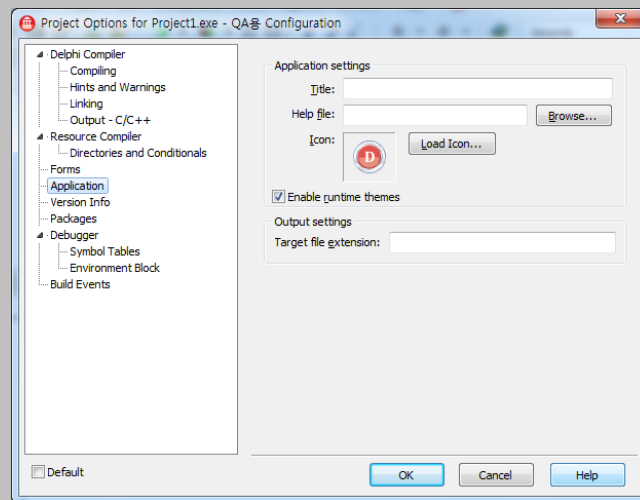 Project Options for Project1.exe - QA용 Configuration
Delphi Compiler
Compiling
Hints and Warnings
Linking
Output - C/C++
Resource Compiler
Directories and Conditionals
Forms
Application
Version Info
Packages
Debugger
Symbol Tables
Environment Block
Build Events
Application settings
Title:
Help file:
Browse...
Icon:
D
Load Icon...
Enable runtime themes
Output settings
Target file extension:
Default
OK
Cancel
Help